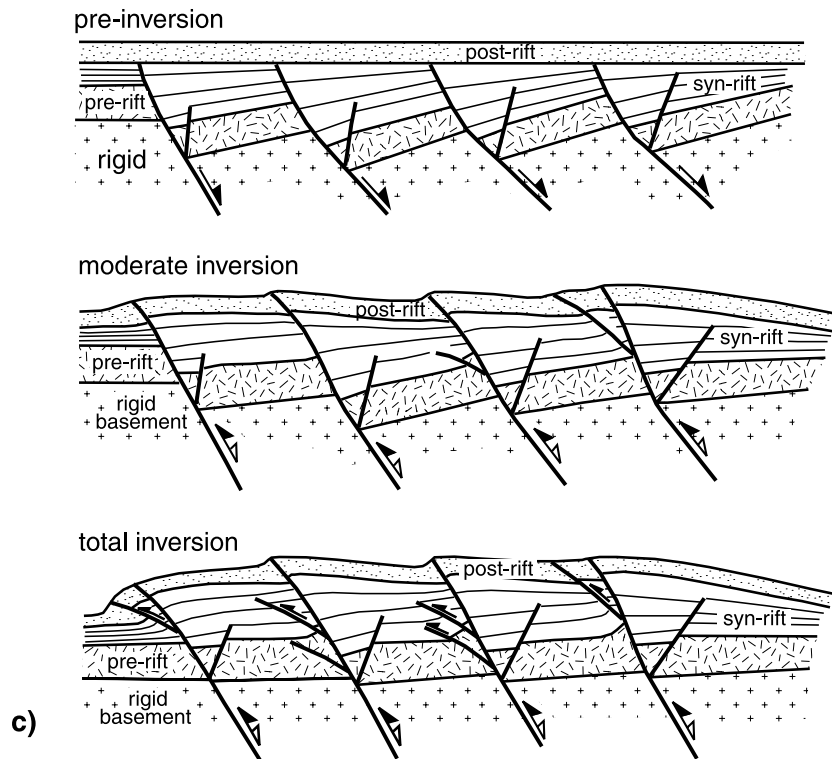 pre-inversion
post-rift
pre-rift
syn-rift
rigid
moderate inversion
post-rift
pre-rift
syn-rift
rigid
basement
total inversion
post-rift
syn-rift
pre-rift
rigid
basement
c)